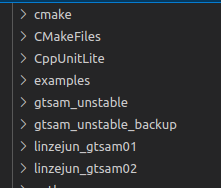 cmake
CMakeFiles
CppUnitLite
examples
gtsam_unstable
gtsam_unstable_backup
linzejun_gtsam01
linzejun_gtsam02